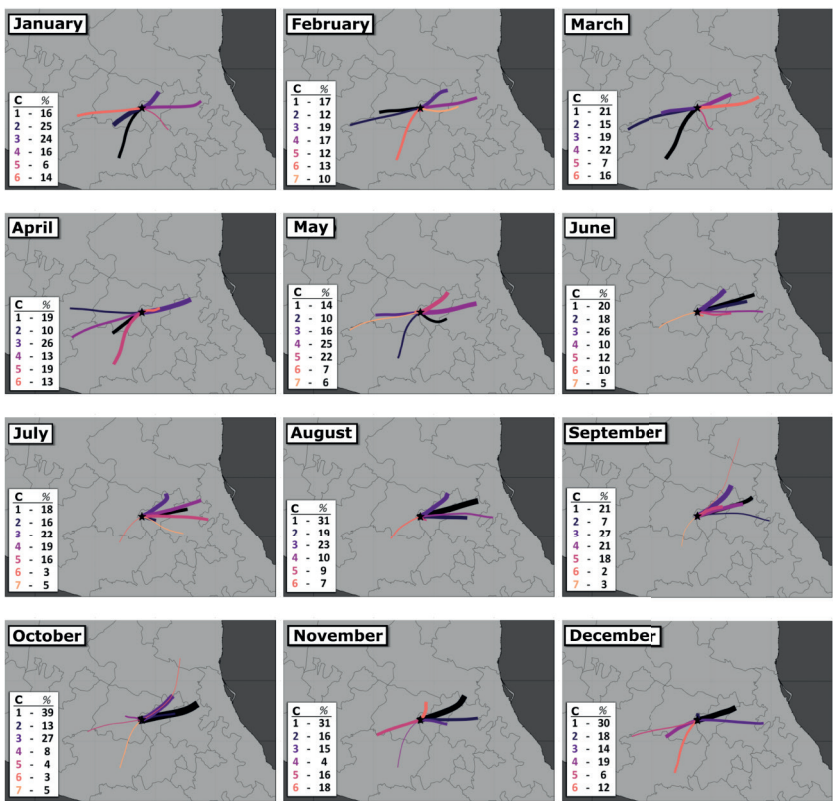 January
C %
1 - 16
2 - 25
3 - 24
4 - 16
5 - 6
6 - 14
February
C %
1 - 17
2 - 12
3 - 19
4 - 17
5 - 12
6 - 13
7 - 10
March
C %
1 - 21
2 - 15
3 - 19
4 - 22
5 - 7
6 - 16
April
C %
1 - 19
2 - 10
3 - 26
4 - 13
5 - 19
6 - 13
May
C %
1 - 14
2 - 10
3 - 16
4 - 25
5 - 22
6 - 7
7 - 6
June
C %
1 - 20
2 - 18
3 - 26
4 - 10
5 - 12
6 - 10
7 - 5
July
C %
1 - 18
2 - 16
3 - 22
4 - 19
5 - 16
6 - 3
7 - 5
August
C %
1 - 31
2 - 19
3 - 23
4 - 10
5 - 9
6 - 7
September
C %
1 - 21
2 - 7
3 - 27
4 - 21
5 - 18
6 - 2
7 - 3
October
C %
1 - 39
2 - 13
3 - 27
4 - 8
5 - 4
6 - 3
7 - 5
November
C %
1 - 31
2 - 16
3 - 15
4 - 4
5 - 16
6 - 18
December
C %
1 - 30
2 - 18
3 - 14
4 - 19
5 - 6
6 - 12